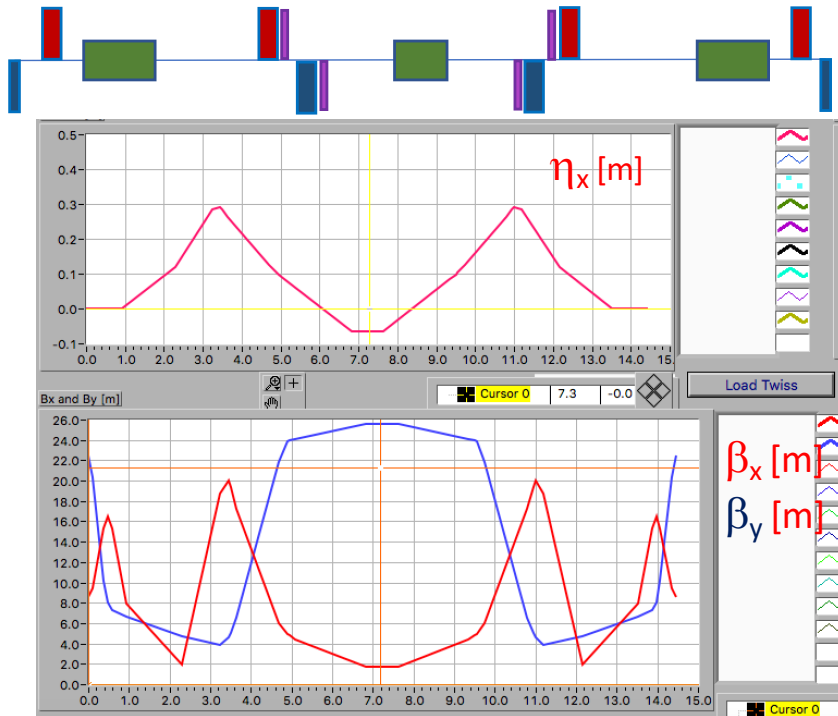 0.5-
0.4-
ηx [m]
0.3-
0.2-
0.1-
0.0-
-0.1-
0.0 1.0 2.0 3.0 4.0 5.0 6.0 7.0 8.0 9.0 10.0 11.0 12.0 13.0 14.0 15.
Load Twiss
Bx and By [m]
Cursor 0 7.3 -0.0
26.0-
24.0-
22.0-
βx [m]
20.0-
18.0-
βy [m]
16.0-
14.0-
12.0-
10.0-
8.0-
6.0-
4.0-
2.0-
0.0-
0.0 1.0 2.0 3.0 4.0 5.0 6.0 7.0 8.0 9.0 10.0 11.0 12.0 13.0 14.0 15.0
Cursor 0